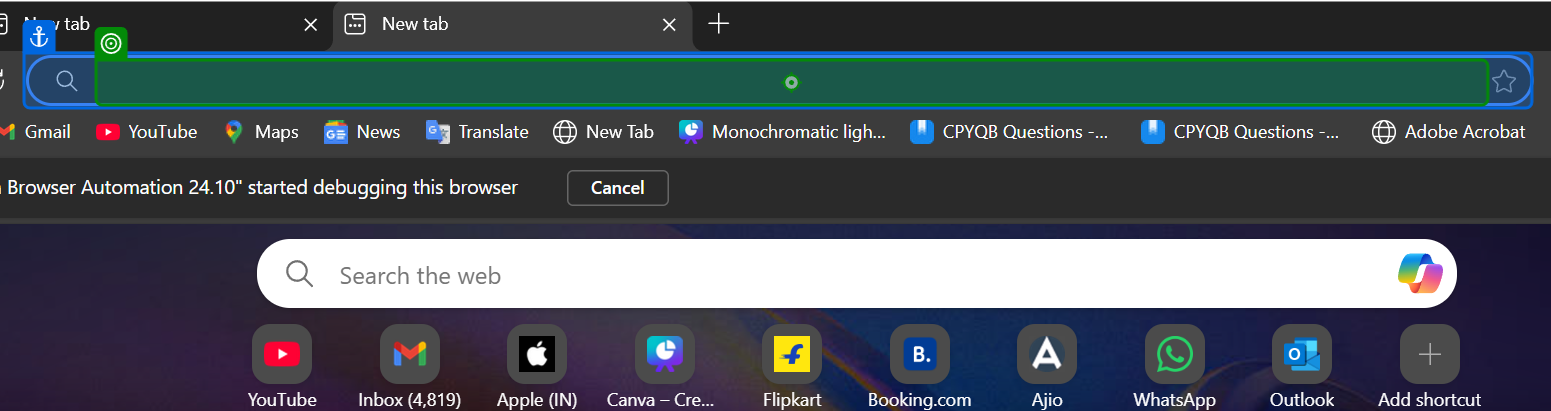 New tab
New tab
Gmail
YouTube
Maps
News
Translate
New Tab
Monochromatic ligh...
CPYQB Questions -...
CPYQB Questions -...
Adobe Acrobat
Browser Automation 24.10" started debugging this browser
Cancel
Search the web
YouTube
Inbox (4,819)
Apple (IN)
Canva – Cre...
Flipkart
B.
Booking.com
Ajio
WhatsApp
Outlook
Add shortcut